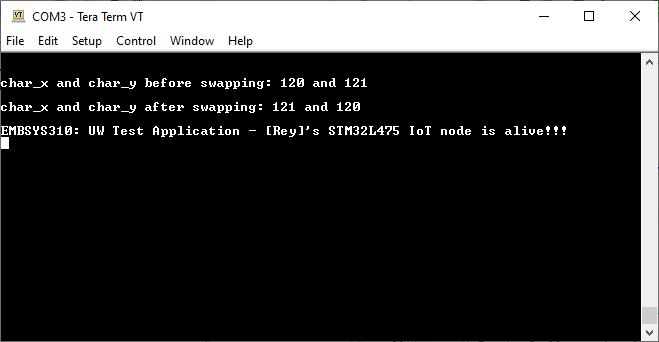 COM3 - Tera Term VT
File Edit Setup Control Window Help
char_x and char_y before swapping: 120 and 121
char_x and char_y after swapping: 121 and 120
EMBSYS310: UW Test Application - [Rey]'s STM32L475 IoT node is alive!!!